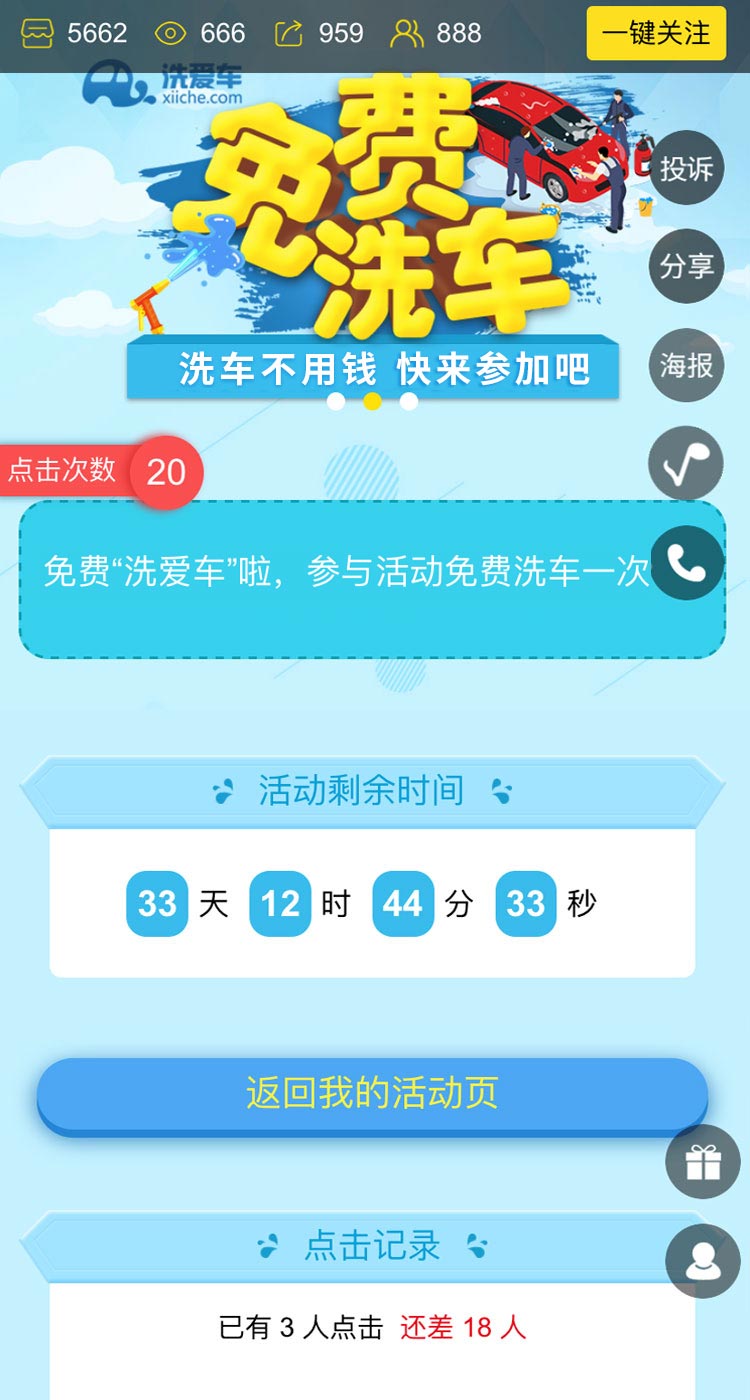 5662 666 959 888 一键关注
洗爱车
xiiche.com
免费
洗车
洗车不用钱 快来参加吧
投诉
分享
海报
点击次数 20
免费“洗爱车”啦，参与活动免费洗车一次
活动剩余时间
33 天 12 时 44 分 33 秒
返回我的活动页
点击记录
已有 3 人点击 还差 18 人